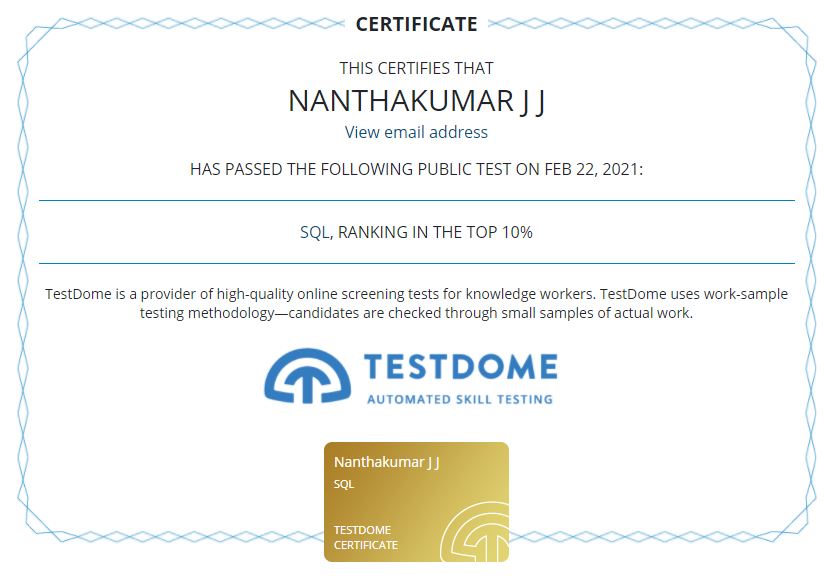 CERTIFICATE
THIS CERTIFIES THAT
NANTHAKUMAR J J
View email address
HAS PASSED THE FOLLOWING PUBLIC TEST ON FEB 22, 2021:
SQL, RANKING IN THE TOP 10%
TestDome is a provider of high-quality online screening tests for knowledge workers. TestDome uses work-sample
testing methodology—candidates are checked through small samples of actual work.
TESTDOME
AUTOMATED SKILL TESTING
Nanthakumar J J
SQL
TESTDOME
CERTIFICATE